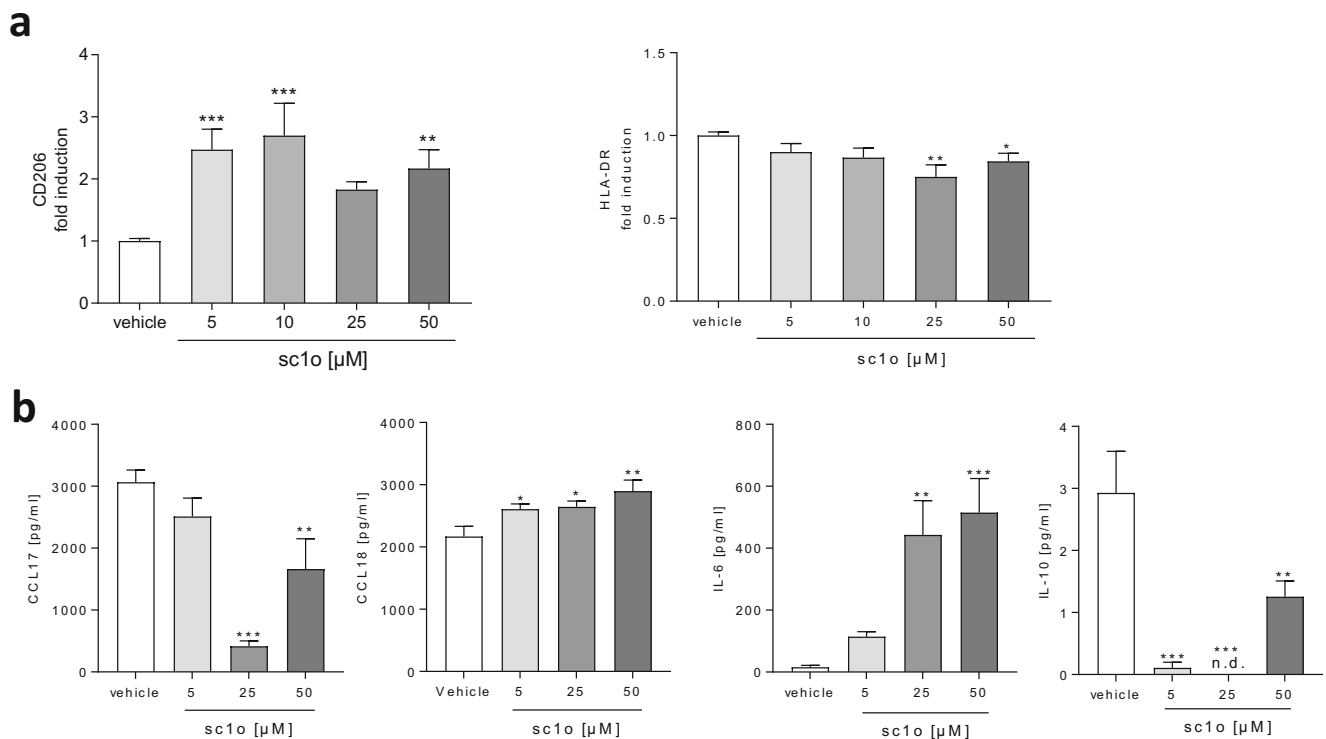 a
CD206
fold induction
4
3
2
1
0
***
***
**
vehicle 5 10 25 50
sc1o [µM]
HLA-DR
fold induction
1.5
1.0
0.5
0.0
**
*
vehicle 5 10 25 50
sc1o [µM]
b
CCL17 [pg/ml]
4000
3000
2000
1000
0
***
**
vehicle 5 25 50
sc1o [µM]
CCL18 [pg/ml]
4000
3000
2000
1000
0
*
*
**
Vehicle 5 25 50
sc1o [µM]
IL-6 [pg/ml]
800
600
400
200
0
**
***
vehicle 5 25 50
sc1o [µM]
IL-10 [pg/ml]
4
3
2
1
0
***
***
n.d.
**
vehicle 5 25 50
sc1o [µM]